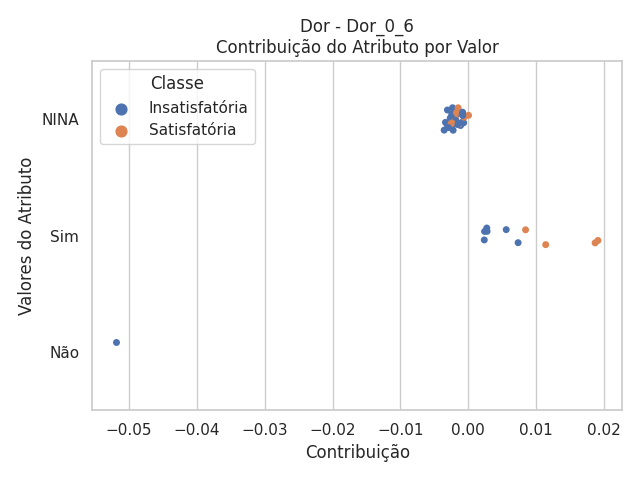 Dor - Dor_0_6
Contribuição do Atributo por Valor
Classe
Insatisfatória
Satisfatória
Valores do Atributo
NINA
Sim
Não
−0.05 −0.04 −0.03 −0.02 −0.01 0.00 0.01 0.02
Contribuição